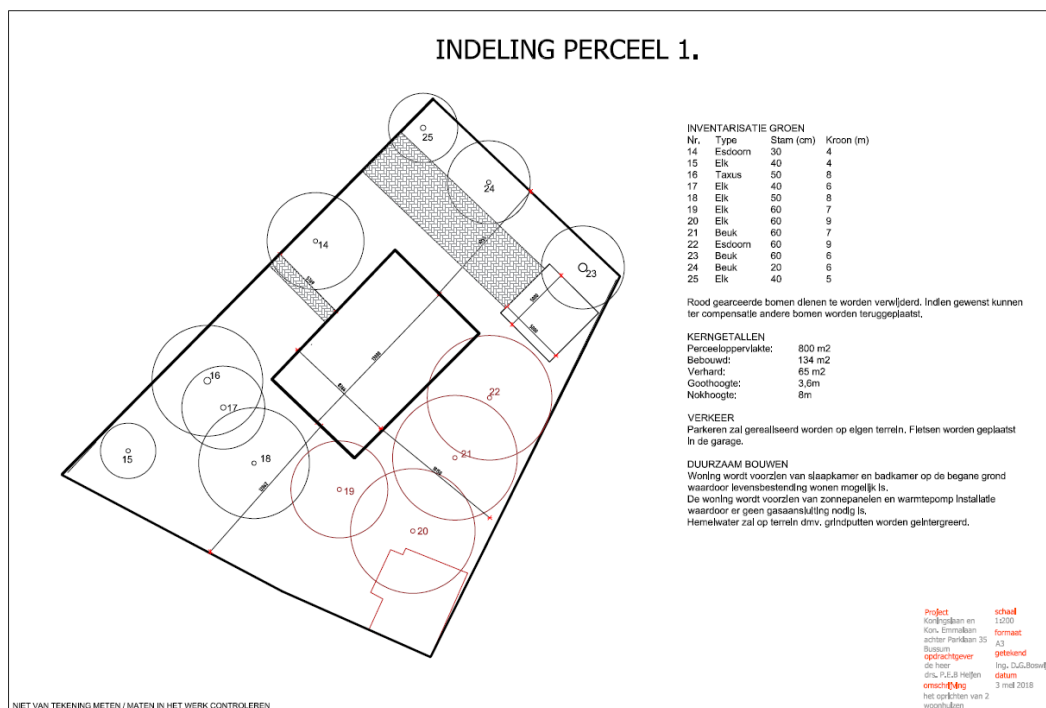 INDELING PERCEEL 1.
INVENTARISATIE GROEN
Nr. Type Stam (cm) Kroon (m)
14 Esdoorn 30 4
15 Eik 40 4
16 Taxus 50 8
17 Eik 40 6
18 Eik 50 8
19 Eik 60 7
20 Eik 60 9
21 Beuk 60 7
22 Esdoorn 60 9
23 Beuk 60 6
24 Beuk 20 6
25 Eik 40 5
Rood gearceerde bomen dienen te worden verwijderd. Indien gewenst kunnen
ter compensatie andere bomen worden teruggeplaatst.
KERNGETALLEN
Perceeloppervlakte: 800 m2
Bebouwd: 134 m2
Verhard: 65 m2
Goothoogte: 3,6m
Nokhoogte: 8m
VERKEER
Parkeren zal gerealiseerd worden op eigen terrein. Fietsen worden geplaatst
in de garage.
DUURZAAM BOUWEN
Woning wordt voorzien van slaapkamer en badkamer op de begane grond
waardoor levensbestending wonen mogelijk is.
De woning wordt voorzien van zonnepanelen en warmtepomp installatie
waardoor er geen gasaansluiting nodig is.
Hemelwater zal op terrein dmv. grindputten worden geintergreerd.
25
24
14
23
16
17
22
15
18
21
19
20
Project
Koningslaan en
Kon. Emmalaan
achter Parklaan 35
Bussum
opdrachtgever
de heer
drs. P.E.B Heijfen
omschrijving
het oprichten van 2
woonhuizen
schaal
1:200
formaat
A3
getekend
Ing. D.G.Boswij
datum
3 mei 2018
NIET VAN TEKENING METEN / MATEN IN HET WERK CONTROLEREN